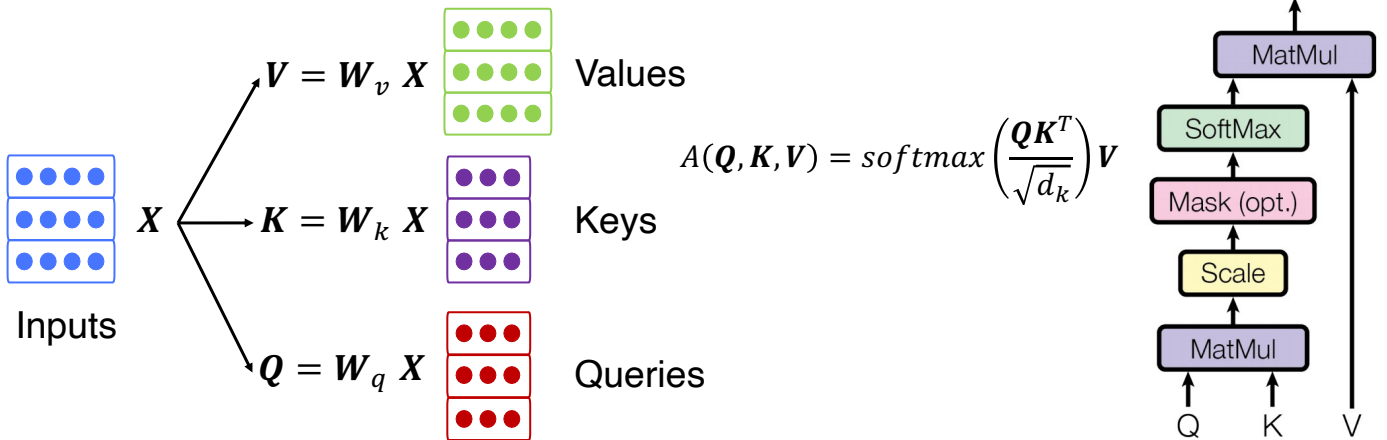 V = W_v X
Values
X
K = W_k X
Keys
Inputs
Q = W_q X
Queries
A(Q, K, V) = softmax(QK^T / √d_k) V
MatMul
SoftMax
Mask (opt.)
Scale
MatMul
Q K V